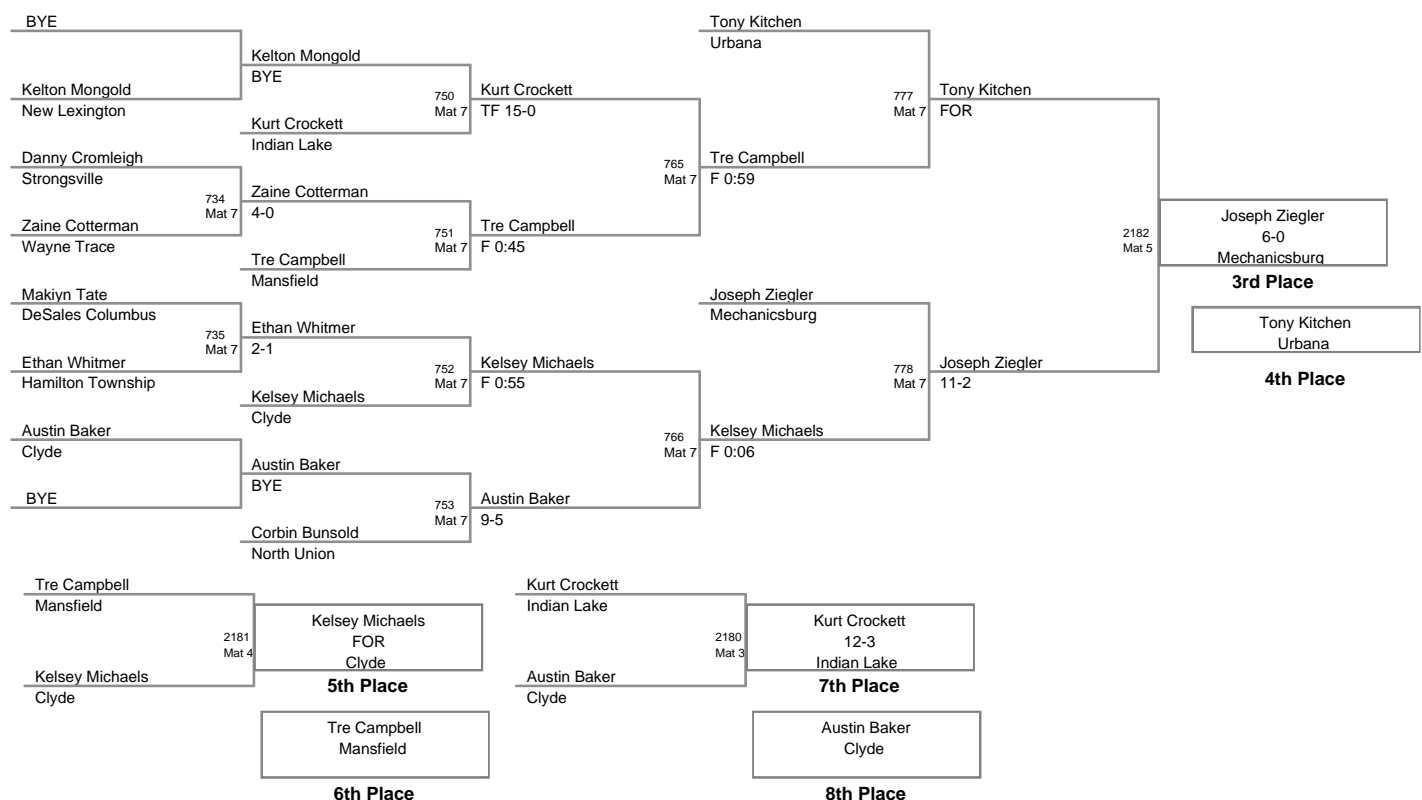 BYE
Kelton Mongold
New Lexington
Danny Cromleigh
Strongsville
734
Mat 7
Zaine Cotterman
Wayne Trace
Makiyn Tate
DeSales Columbus
735
Mat 7
Ethan Whitmer
Hamilton Township
Austin Baker
Clyde
BYE
Kelton Mongold
BYE
750
Mat 7
Kurt Crockett
Indian Lake
Zaine Cotterman
4-0
751
Mat 7
Tre Campbell
Mansfield
Ethan Whitmer
2-1
752
Mat 7
Kelsey Michaels
Clyde
Austin Baker
BYE
753
Mat 7
Corbin Bunsold
North Union
Kurt Crockett
TF 15-0
765
Mat 7
Tre Campbell
F 0:45
Kelsey Michaels
F 0:55
766
Mat 7
Austin Baker
9-5
Tony Kitchen
Urbana
777
Mat 7
Tre Campbell
F 0:59
Joseph Ziegler
Mechanicsburg
778
Mat 7
Kelsey Michaels
F 0:06
Tony Kitchen
FOR
2182
Mat 5
Joseph Ziegler
11-2
Joseph Ziegler
6-0
Mechanicsburg
3rd Place
Tony Kitchen
Urbana
4th Place
Tre Campbell
Mansfield
2181
Mat 4
Kelsey Michaels
Clyde
Kelsey Michaels
FOR
Clyde
5th Place
Tre Campbell
Mansfield
6th Place
Kurt Crockett
Indian Lake
2180
Mat 3
Austin Baker
Clyde
Kurt Crockett
12-3
Indian Lake
7th Place
Austin Baker
Clyde
8th Place